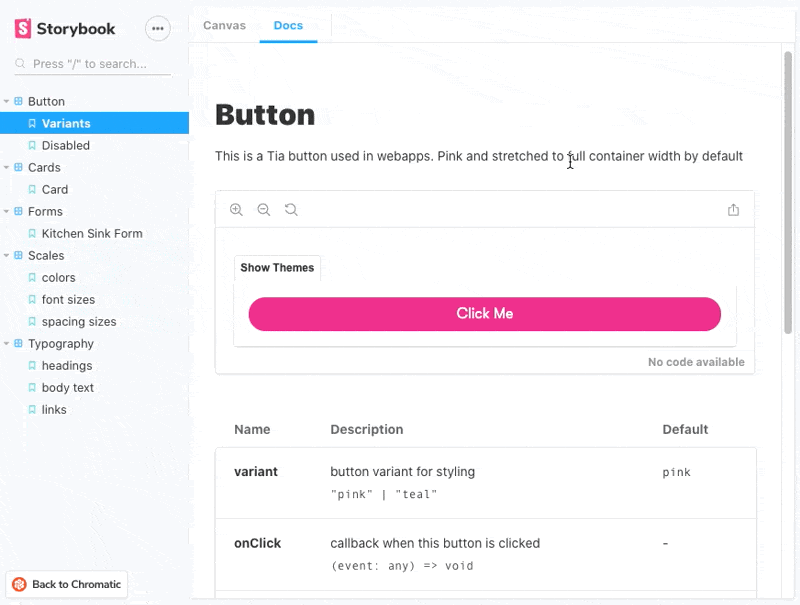 Storybook
Press "/" to search...
Button
Variants
Disabled
Cards
Card
Forms
Kitchen Sink Form
Scales
colors
font sizes
spacing sizes
Typography
headings
body text
links
Back to Chromatic
Canvas Docs
Button
This is a Tia button used in webapps. Pink and stretched to full container width by default
Show Themes
Click Me
No code available
Name Description Default
variant button variant for styling pink
"pink" | "teal"
onClick callback when this button is clicked -
(event: any) => void